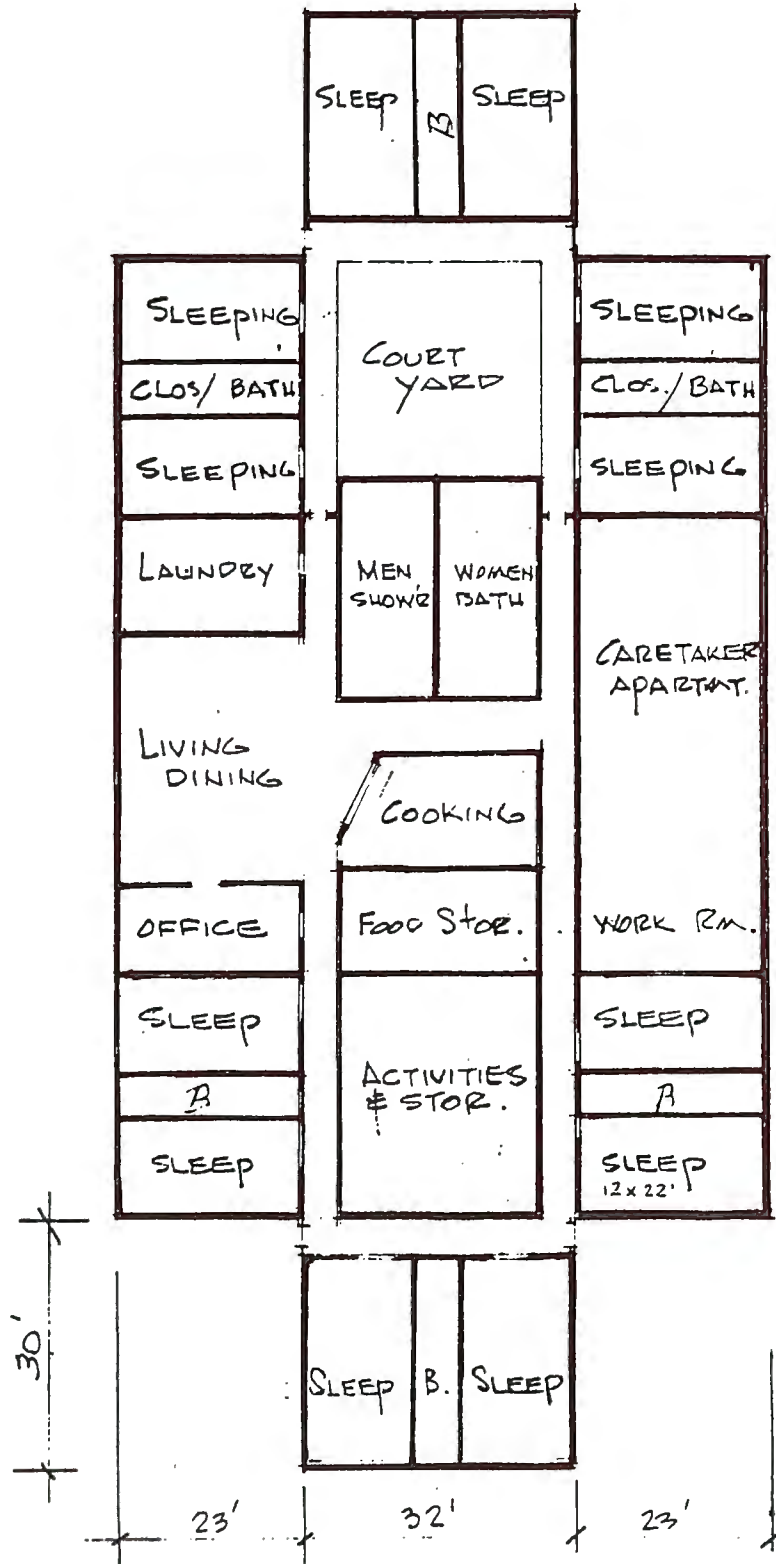 SLEEP
B
SLEEP
SLEEPING
COURT
YARD
SLEEPING
CLOS/ BATH
CLOS./ BATH
SLEEPING
SLEEPING
LAUNDRY
MEN
SHOW'R
WOMEN
BATH
CARETAKER
APARTMT.
LIVING
DINING
COOKING
OFFICE
FOOD STOR.
WORK RM.
SLEEP
SLEEP
ACTIVITIES
& STOR.
B
B
SLEEP
SLEEP
12 x 22'
30'
SLEEP
B.
SLEEP
23'
32'
23'